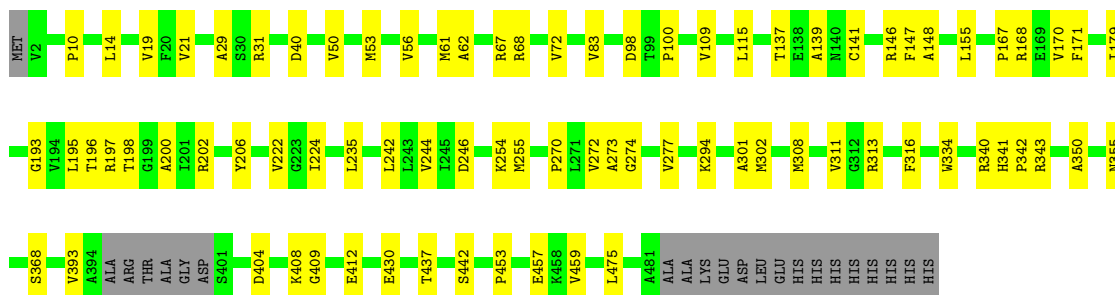 MET V2 P10 L14 V19 F20 V21 A29 S30 R31 D40 V50 M53 V56 M61 A62 R67 R68 V72 V83 D98 T99 P100 V109 L115 T137 E138 A139 N140 C141 R146 F147 A148 L155 P167 R168 E169 V170 F171
G193 V194 L195 T196 R197 T198 G199 A200 I201 R202 Y206 V222 G223 I224 L235 L242 L243 V244 I245 D246 K254 M255 P270 L271 V272 A273 G274 V277 K294 A301 M302 M308 V311 G312 R313 F316 W334 R340 H341 P342 R343 A350
S368 V393 A394 ALA ARG THR ALA GLY ASP S401 D404 K408 G409 E412 E430 T437 S442 P453 E457 K458 V459 L475 A481 ALA ALA LYS GLU ASP LEU GLU HIS HIS HIS HIS HIS HIS HIS HIS